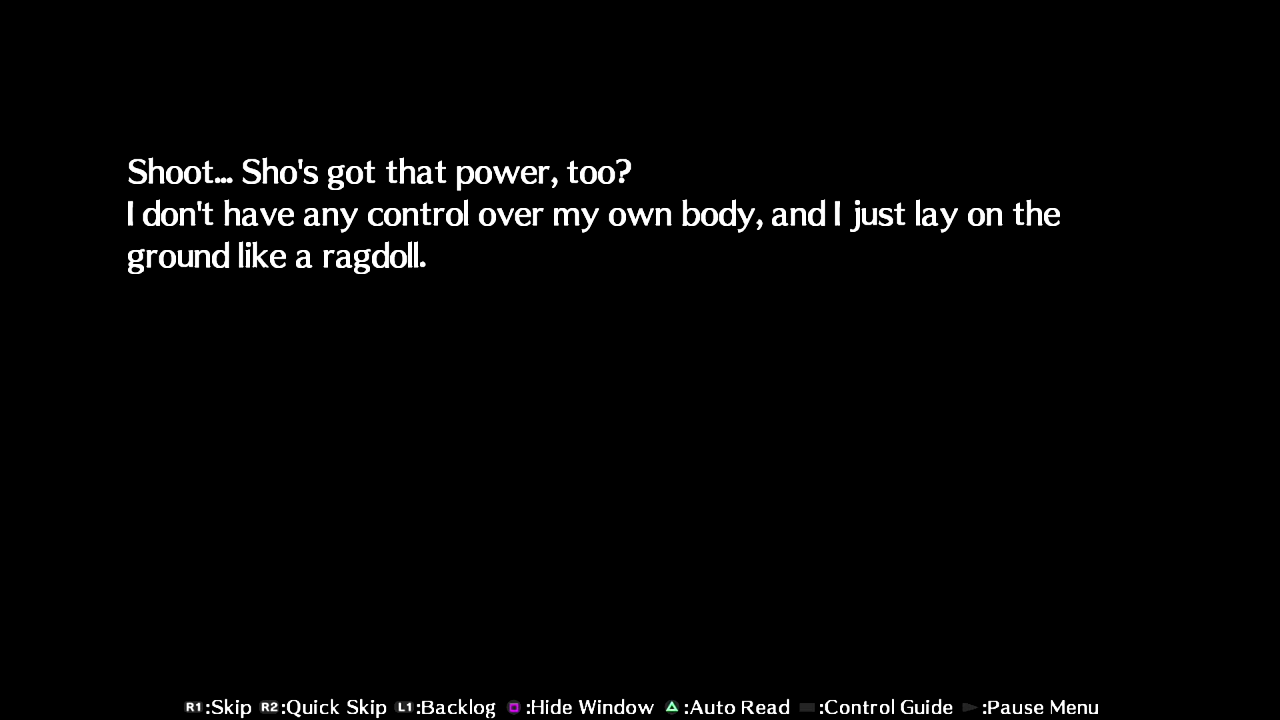 Shoot... Sho's got that power, too?
I don't have any control over my own body, and I just lay on the
ground like a ragdoll.
R1:Skip R2:Quick Skip L1:Backlog :Hide Window :Auto Read :Control Guide :Pause Menu